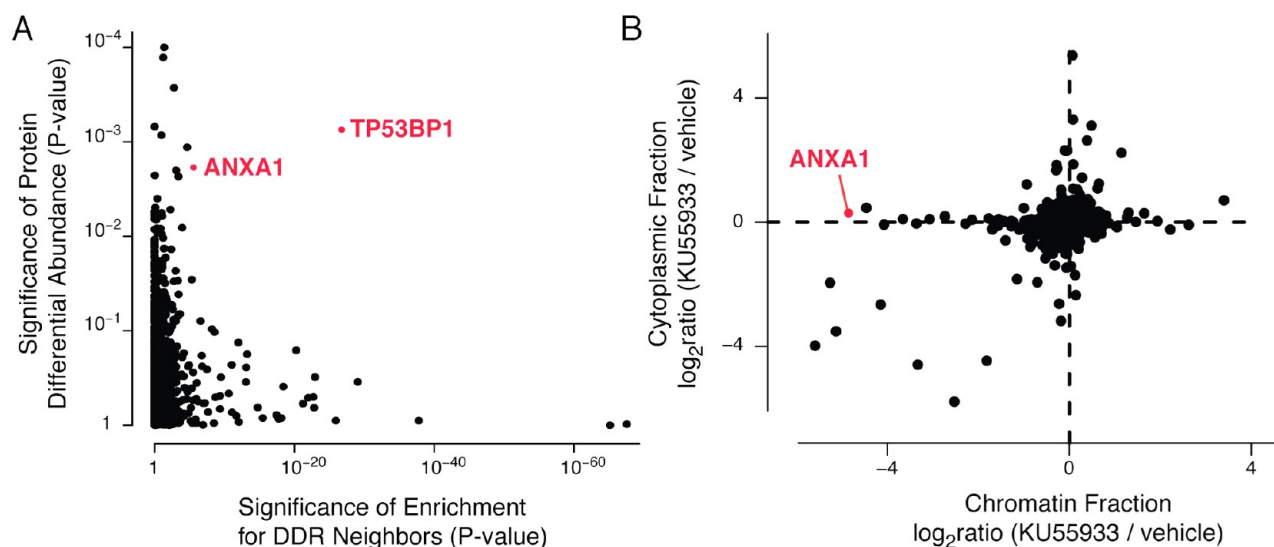 A
Significance of Protein
Differential Abundance (P-value)
10⁻⁴
10⁻³
10⁻²
10⁻¹
1
TP53BP1
ANXA1
1
10⁻²⁰
10⁻⁴⁰
10⁻⁶⁰
Significance of Enrichment
for DDR Neighbors (P-value)
B
Cytoplasmic Fraction
log₂ratio (KU55933 / vehicle)
4
0
−4
ANXA1
−4
0
4
Chromatin Fraction
log₂ratio (KU55933 / vehicle)